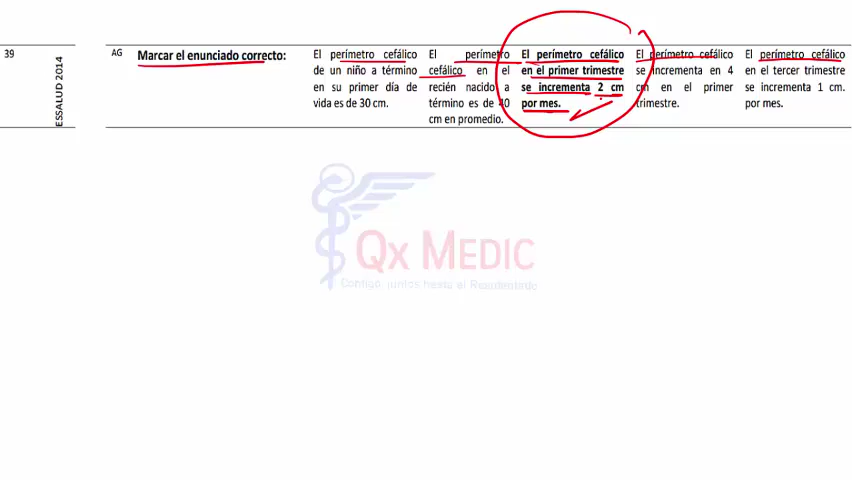 39
ESSALUD 2014
AG
Marcar el enunciado correcto:
El perímetro cefálico
de un niño a término
en su primer día de
vida es de 30 cm.
El perímetro
cefálico en el
recién nacido a
término es de 40
cm en promedio.
El perímetro cefálico
en el primer trimestre
se incrementa 2 cm
por mes.
El perímetro cefálico
se incrementa en 4
cm en el primer
trimestre.
El perímetro cefálico
en el tercer trimestre
se incrementa 1 cm.
por mes.
QX MEDIC
Contigo, juntos hasta el Residentado